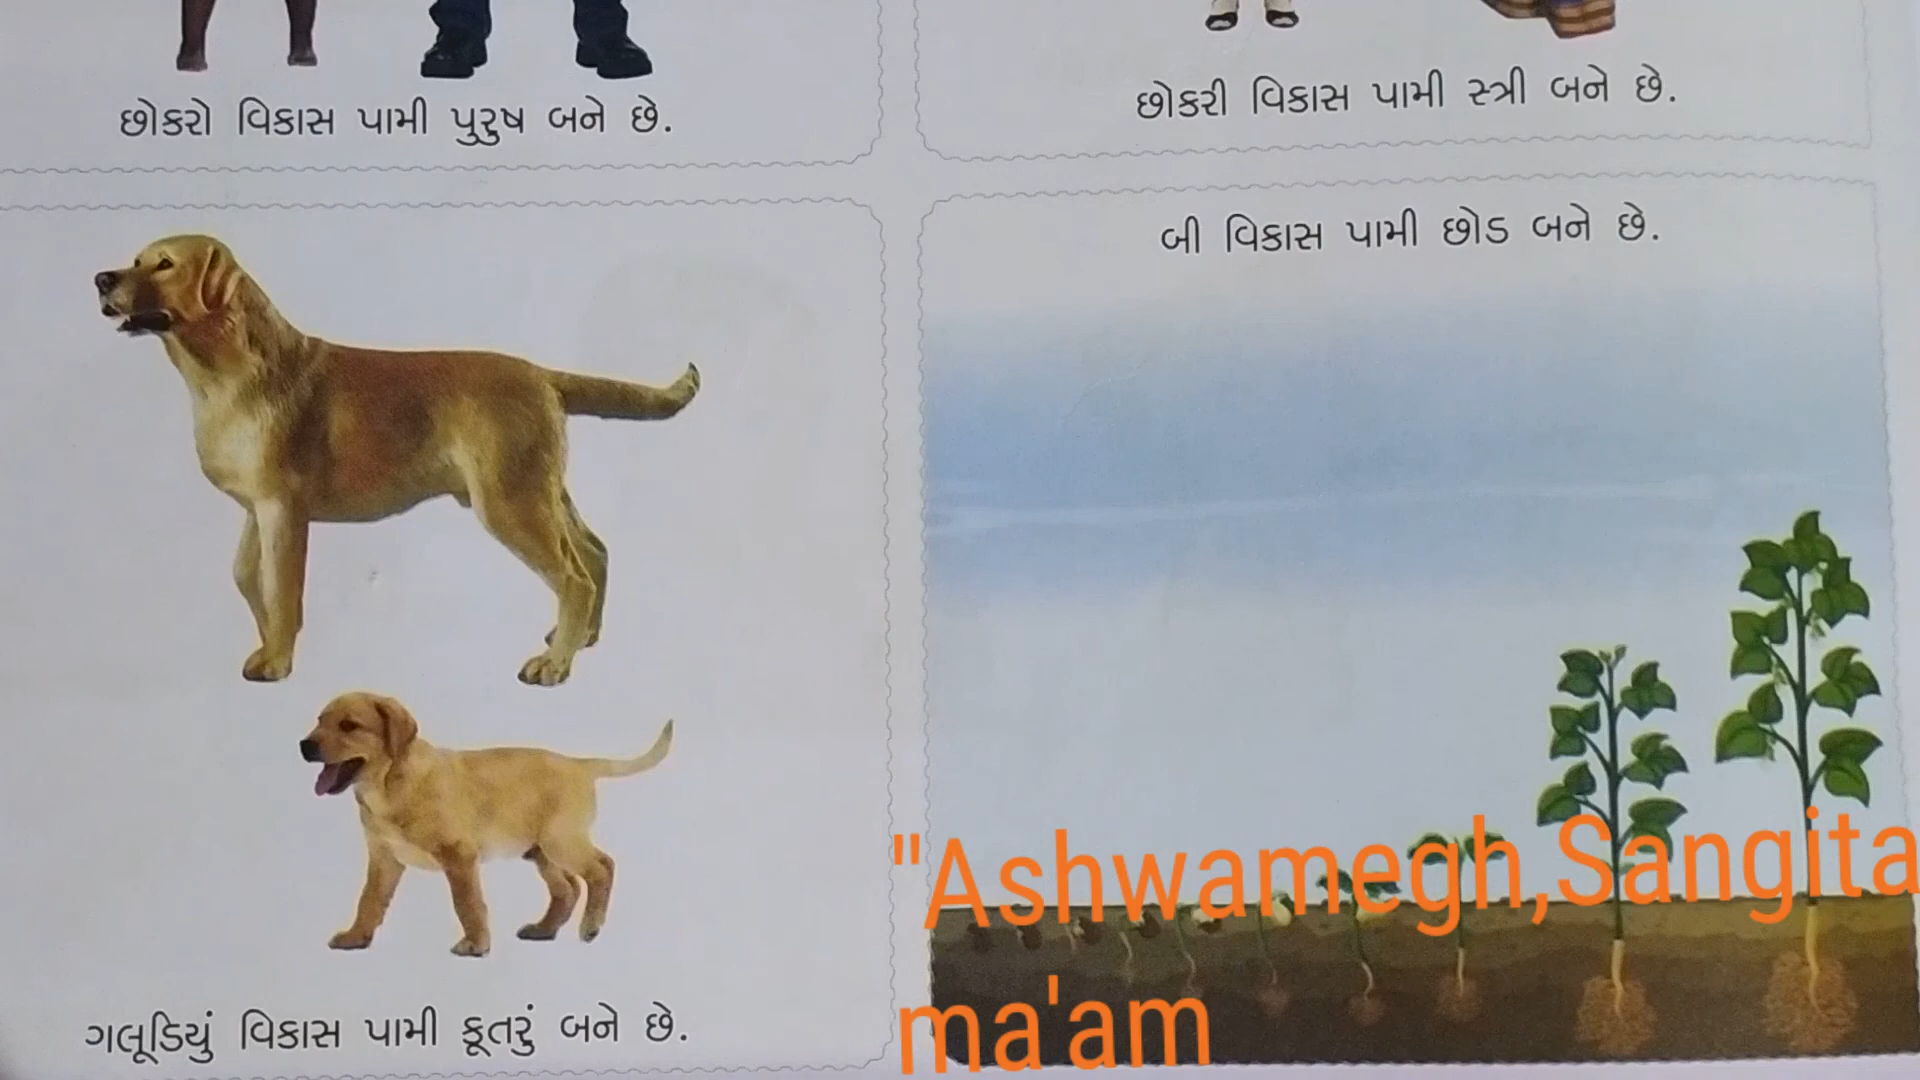 છોકરો વિકાસ પામી પુરુષ બને છે.
છોકરી વિકાસ પામી સ્ત્રી બને છે.
બી વિકાસ પામી છોડ બને છે.
ગલૂડિયું વિકાસ પામી કૂતરું બને છે.
"Ashwamegh,Sangita
ma'am